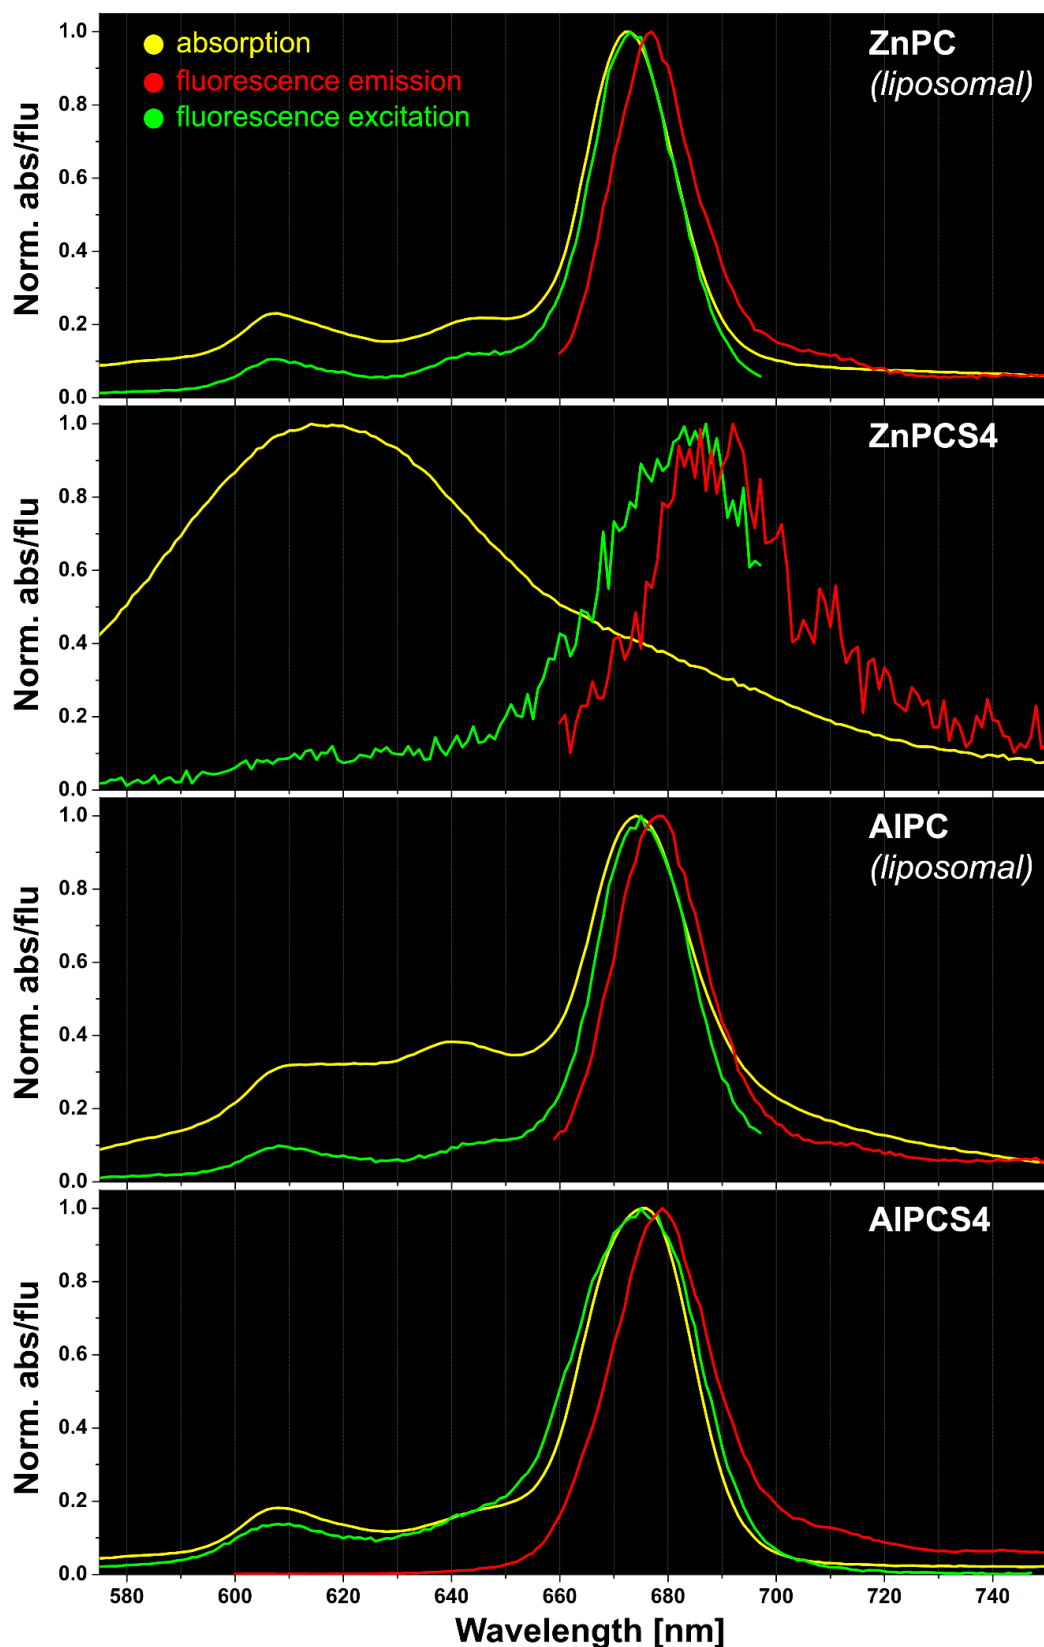 absorption
fluorescence emission
fluorescence excitation
ZnPC
(liposomal)
Norm. abs/flu
1.0
0.8
0.6
0.4
0.2
0.0
ZnPCS4
Norm. abs/flu
1.0
0.8
0.6
0.4
0.2
0.0
AlPC
(liposomal)
Norm. abs/flu
1.0
0.8
0.6
0.4
0.2
0.0
AlPCS4
Norm. abs/flu
1.0
0.8
0.6
0.4
0.2
0.0
580 600 620 640 660 680 700 720 740
Wavelength [nm]